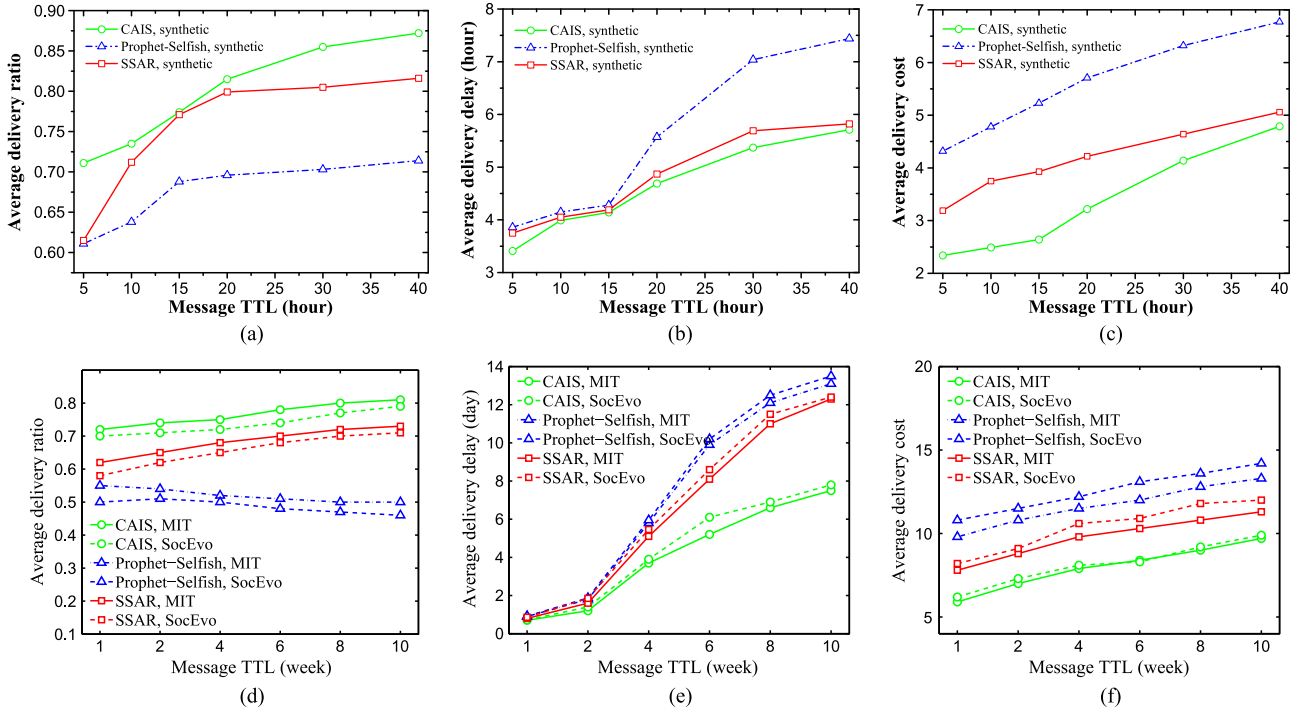 CAIS, synthetic
Prophet-Selfish, synthetic
SSAR, synthetic
Average delivery ratio
0.90
0.85
0.80
0.75
0.70
0.65
0.60
5 10 15 20 25 30 35 40
Message TTL (hour)
(a)
CAIS, synthetic
Prophet-Selfish, synthetic
SSAR, synthetic
Average delivery delay (hour)
8
7
6
5
4
3
5 10 15 20 25 30 35 40
Message TTL (hour)
(b)
CAIS, synthetic
Prophet-Selfish, synthetic
SSAR, synthetic
Average delivery cost
7
6
5
4
3
2
5 10 15 20 25 30 35 40
Message TTL (hour)
(c)
Average delivery ratio
0.8
0.7
0.6
0.5
0.4
0.3
0.2
0.1
CAIS, MIT
CAIS, SocEvo
Prophet−Selfish, MIT
Prophet−Selfish, SocEvo
SSAR, MIT
SSAR, SocEvo
1 2 4 6 8 10
Message TTL (week)
(d)
Average delivery delay (day)
14
12
10
8
6
4
2
0
CAIS, MIT
CAIS, SocEvo
Prophet−Selfish, MIT
Prophet−Selfish, SocEvo
SSAR, MIT
SSAR, SocEvo
1 2 4 6 8 10
Message TTL (week)
(e)
Average delivery cost
20
15
10
5
CAIS, MIT
CAIS, SocEvo
Prophet−Selfish, MIT
Prophet−Selfish, SocEvo
SSAR, MIT
SSAR, SocEvo
1 2 4 6 8 10
Message TTL (week)
(f)